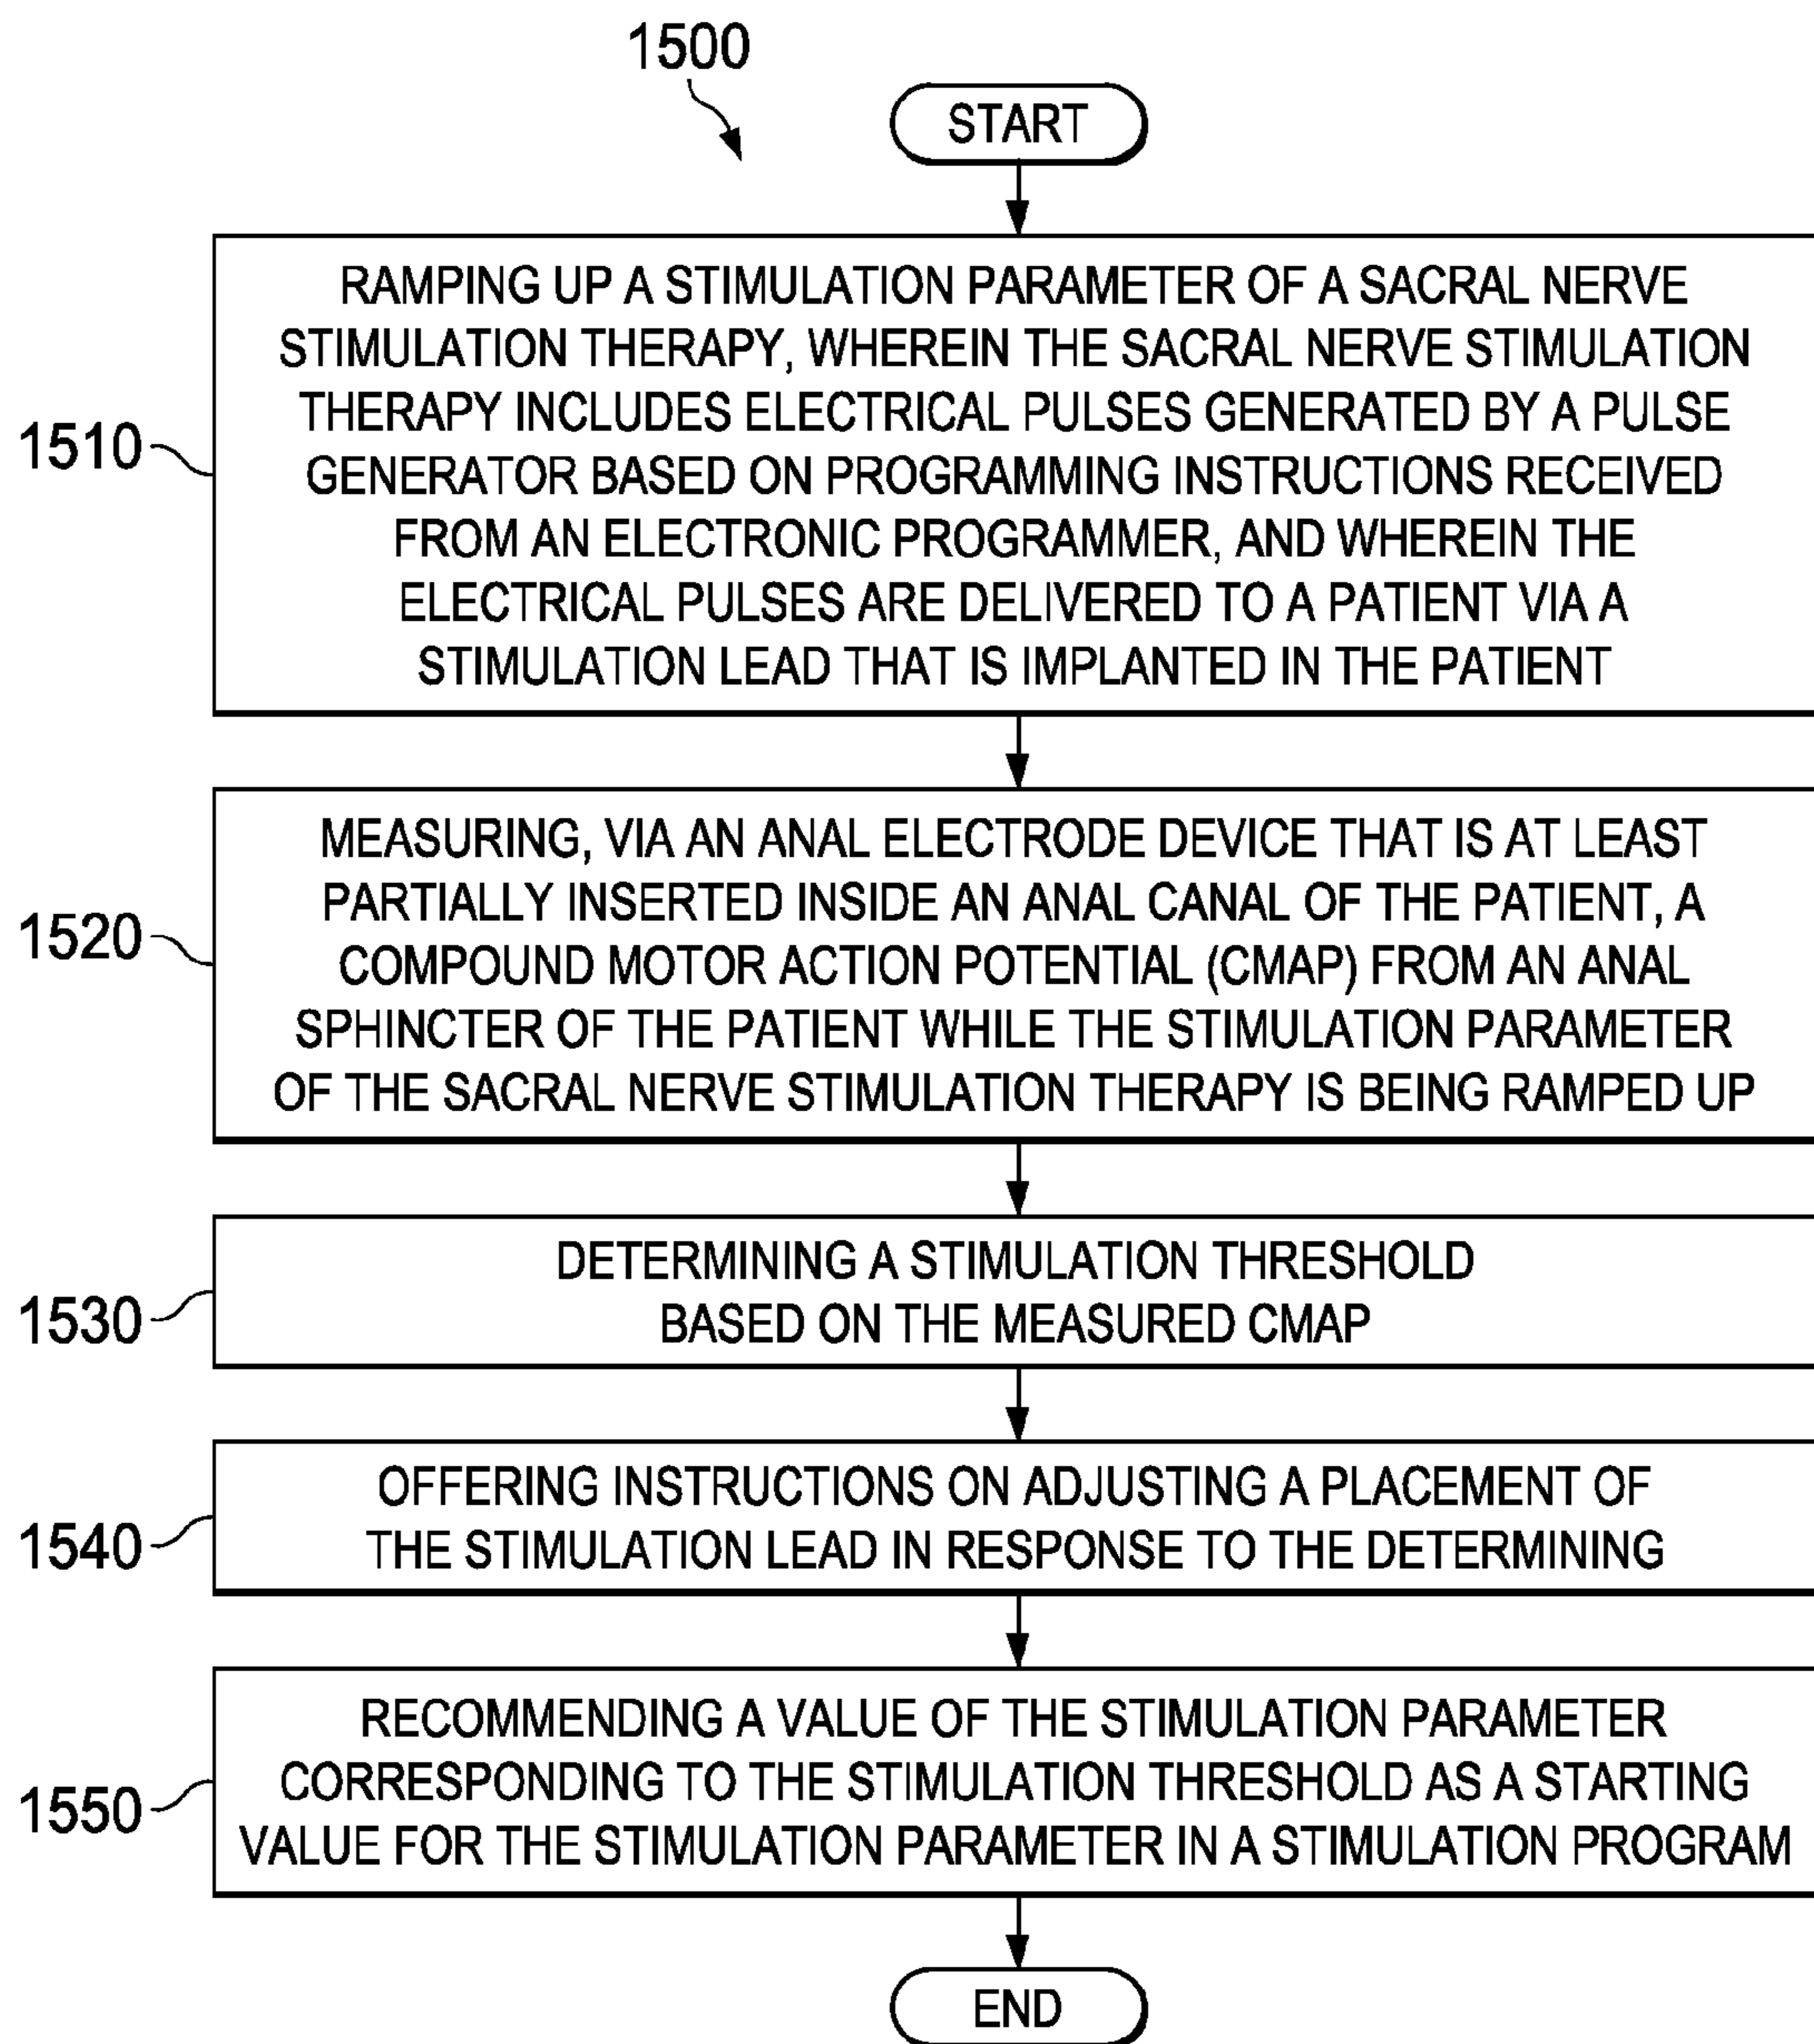 1500
START
1510
RAMPING UP A STIMULATION PARAMETER OF A SACRAL NERVE
STIMULATION THERAPY, WHEREIN THE SACRAL NERVE STIMULATION
THERAPY INCLUDES ELECTRICAL PULSES GENERATED BY A PULSE
GENERATOR BASED ON PROGRAMMING INSTRUCTIONS RECEIVED
FROM AN ELECTRONIC PROGRAMMER, AND WHEREIN THE
ELECTRICAL PULSES ARE DELIVERED TO A PATIENT VIA A
STIMULATION LEAD THAT IS IMPLANTED IN THE PATIENT
1520
MEASURING, VIA AN ANAL ELECTRODE DEVICE THAT IS AT LEAST
PARTIALLY INSERTED INSIDE AN ANAL CANAL OF THE PATIENT, A
COMPOUND MOTOR ACTION POTENTIAL (CMAP) FROM AN ANAL
SPHINCTER OF THE PATIENT WHILE THE STIMULATION PARAMETER
OF THE SACRAL NERVE STIMULATION THERAPY IS BEING RAMPED UP
1530
DETERMINING A STIMULATION THRESHOLD
BASED ON THE MEASURED CMAP
1540
OFFERING INSTRUCTIONS ON ADJUSTING A PLACEMENT OF
THE STIMULATION LEAD IN RESPONSE TO THE DETERMINING
1550
RECOMMENDING A VALUE OF THE STIMULATION PARAMETER
CORRESPONDING TO THE STIMULATION THRESHOLD AS A STARTING
VALUE FOR THE STIMULATION PARAMETER IN A STIMULATION PROGRAM
END